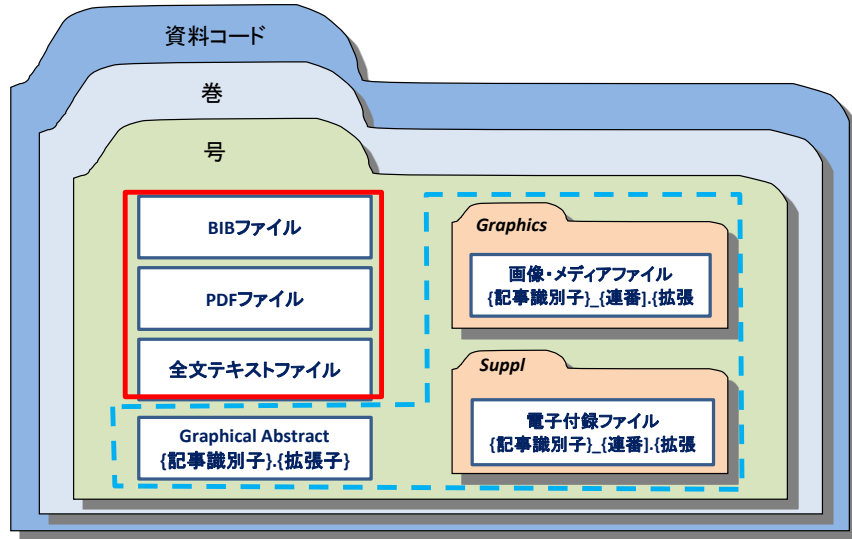 資料コード
巻
号
BIBファイル
PDFファイル
全文テキストファイル
Graphical Abstract
{記事識別子}.{拡張子}
Graphics
画像・メディアファイル
{記事識別子}_{連番].{拡張
Suppl
電子付録ファイル
{記事識別子}_{連番].{拡張